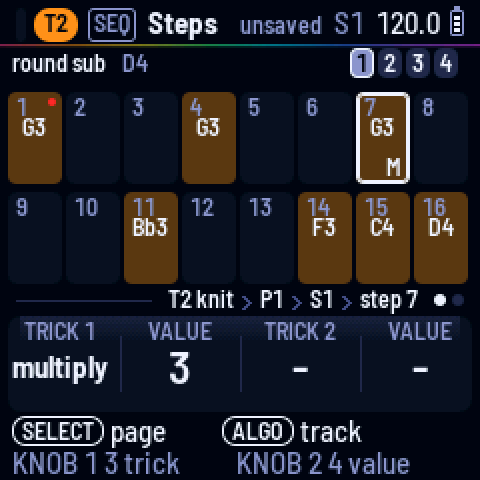 T2 SEQ Steps unsaved S1 120.0
round sub D4 1 2 3 4
1 2 3 4 5 6 7 8
G3 G3 G3
M
9 10 11 12 13 14 15 16
Bb3 F3 C4 D4
T2 knit > P1 > S1 > step 7
TRICK 1 VALUE TRICK 2 VALUE
multiply 3 - -
SELECT page ALGO track
KNOB 1 3 trick KNOB 2 4 value